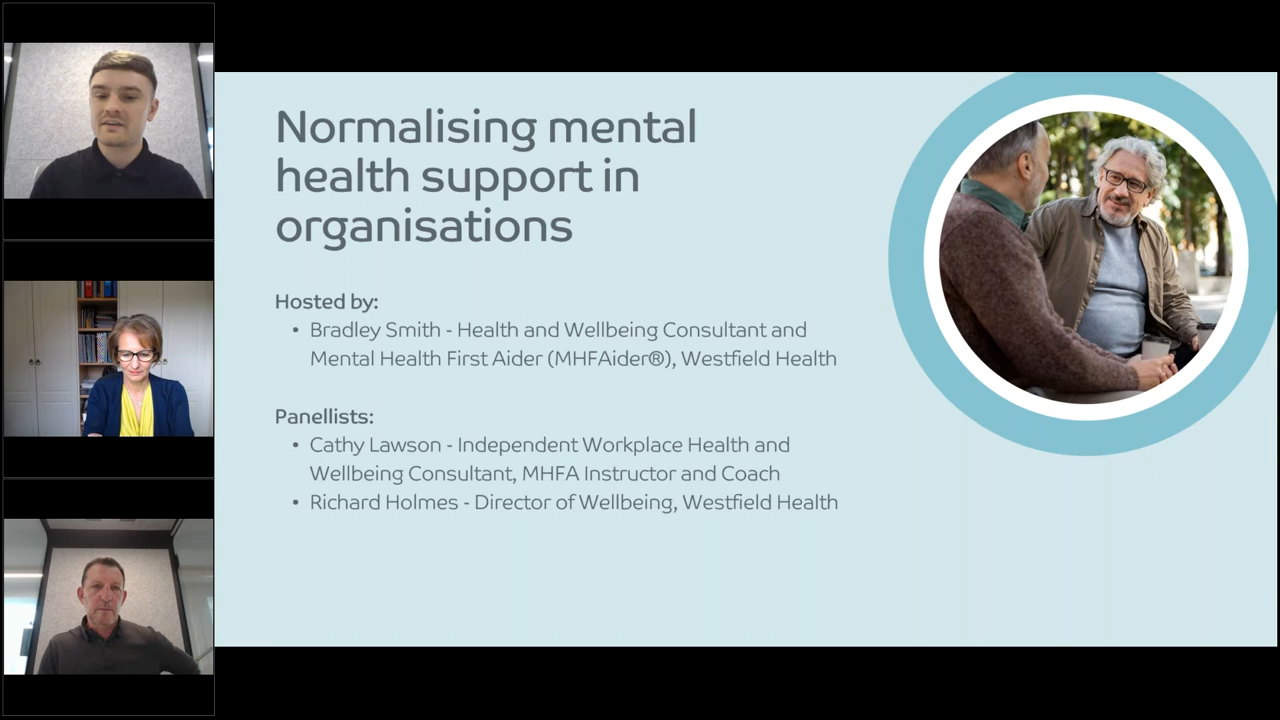 Normalising mental
health support in
organisations
Hosted by:
• Bradley Smith - Health and Wellbeing Consultant and
Mental Health First Aider (MHFAider®), Westfield Health
Panellists:
• Cathy Lawson - Independent Workplace Health and
Wellbeing Consultant, MHFA Instructor and Coach
• Richard Holmes - Director of Wellbeing, Westfield Health